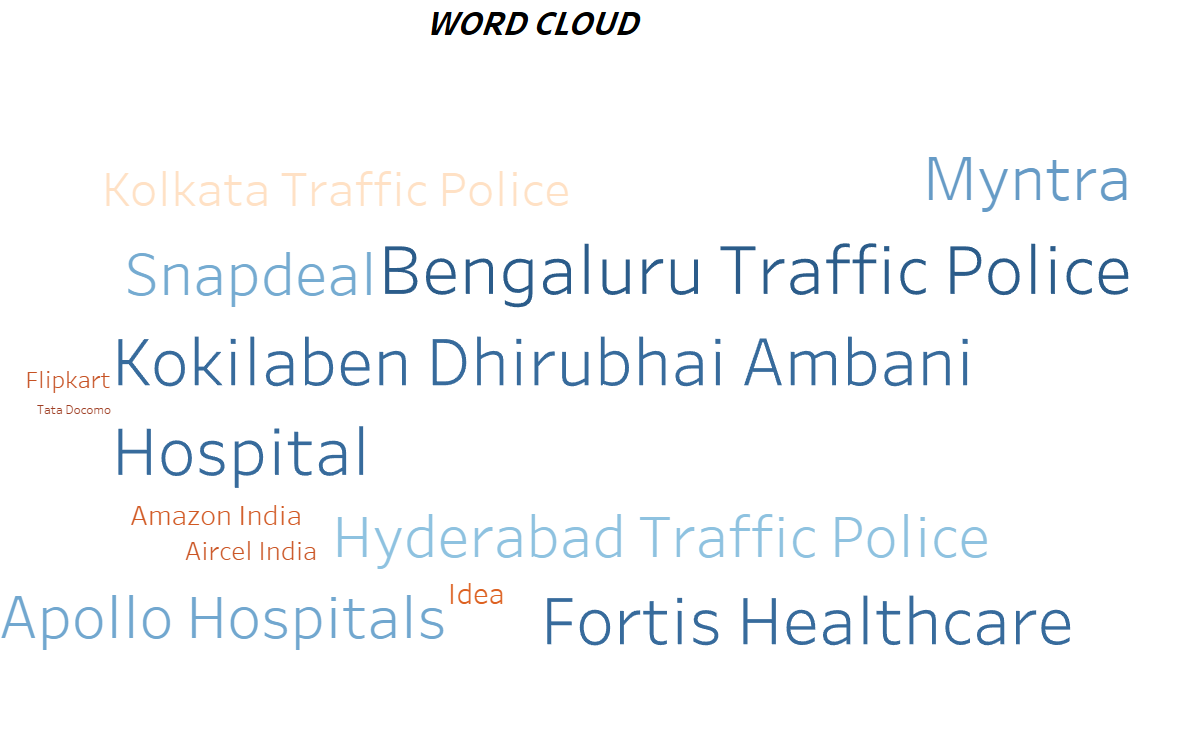 WORD CLOUD
Kolkata Traffic Police
Myntra
Snapdeal
Bengaluru Traffic Police
Kokilaben Dhirubhai Ambani
Hospital
Flipkart
Tata Docomo
Amazon India
Aircel India
Hyderabad Traffic Police
Apollo Hospitals
Idea
Fortis Healthcare